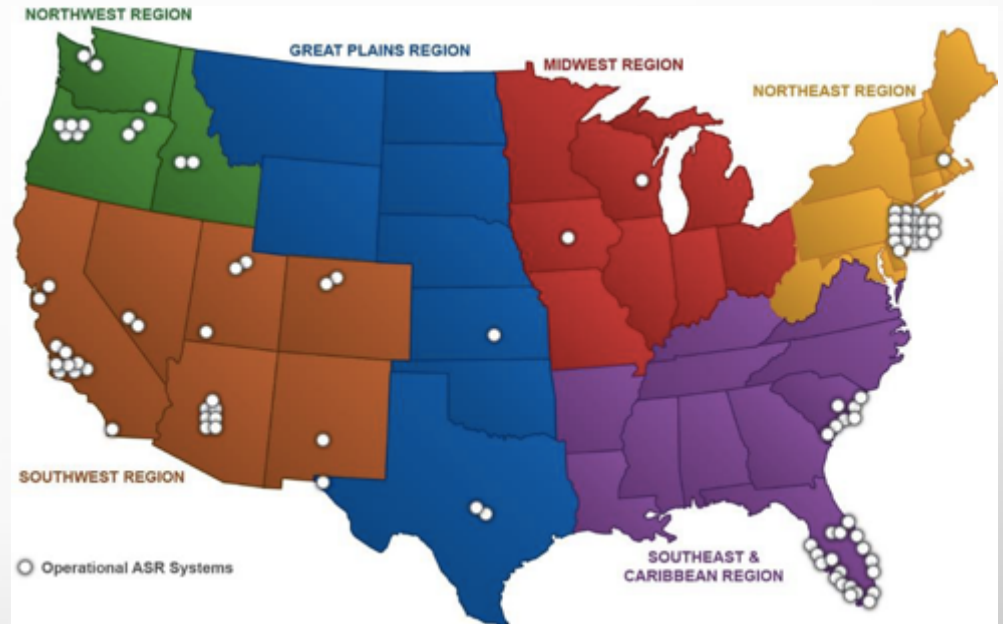 NORTHWEST REGION
GREAT PLAINS REGION
MIDWEST REGION
NORTHEAST REGION
SOUTHWEST REGION
SOUTHEAST &
CARIBBEAN REGION
Operational ASR Systems